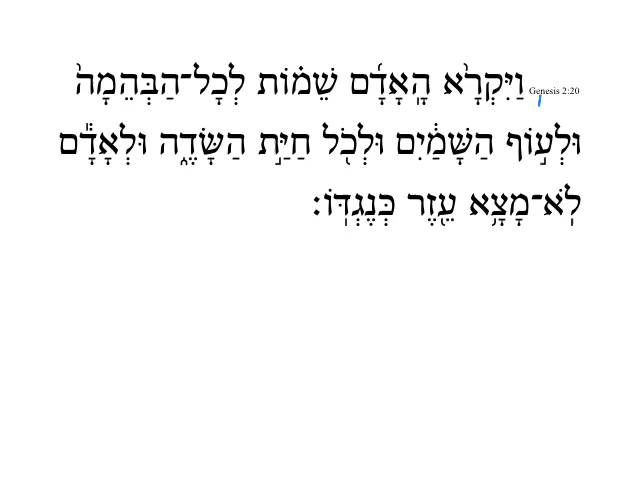 Genesis 2:20 וַיִּקְרָ֨א הָֽאָדָ֜ם שֵׁמ֗וֹת לְכׇל־הַבְּהֵמָה֙
וּלְע֣וֹף הַשָּׁמַ֔יִם וּלְכֹ֖ל חַיַּ֣ת הַשָּׂדֶ֑ה וּלְאָדָ֕ם
לֹֽא־מָצָ֥א עֵ֖זֶר כְּנֶגְדּֽוֹ׃